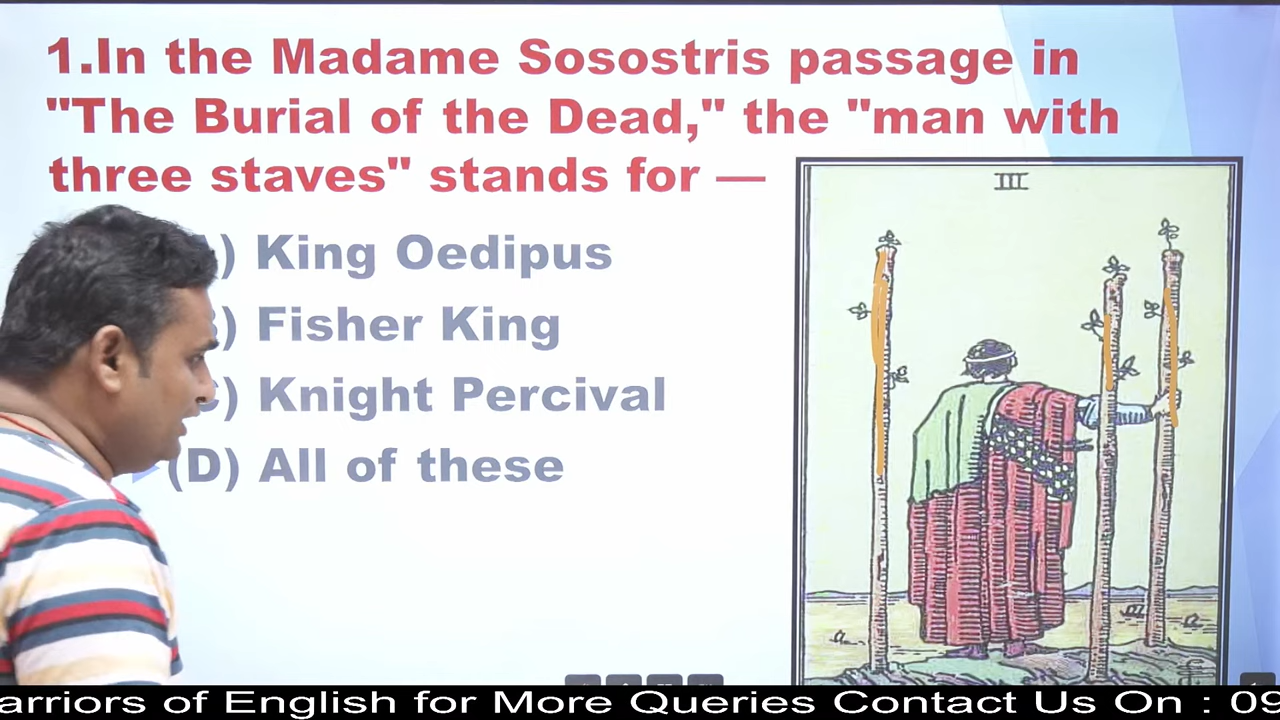 1.In the Madame Sosostris passage in
"The Burial of the Dead," the "man with
three staves" stands for —
III
) King Oedipus
) Fisher King
) Knight Percival
(D) All of these
arriors of English for More Queries Contact Us On : 09